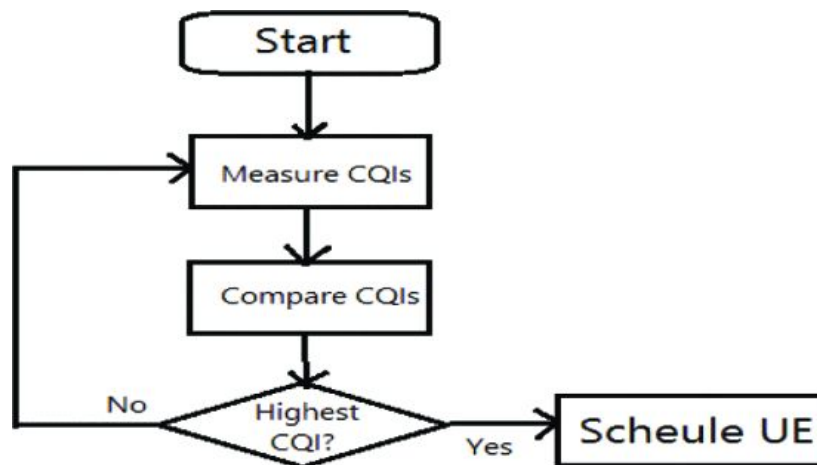 Start
Measure CQIs
Compare CQIs
Highest
CQI?
No
Yes
Scheule UE